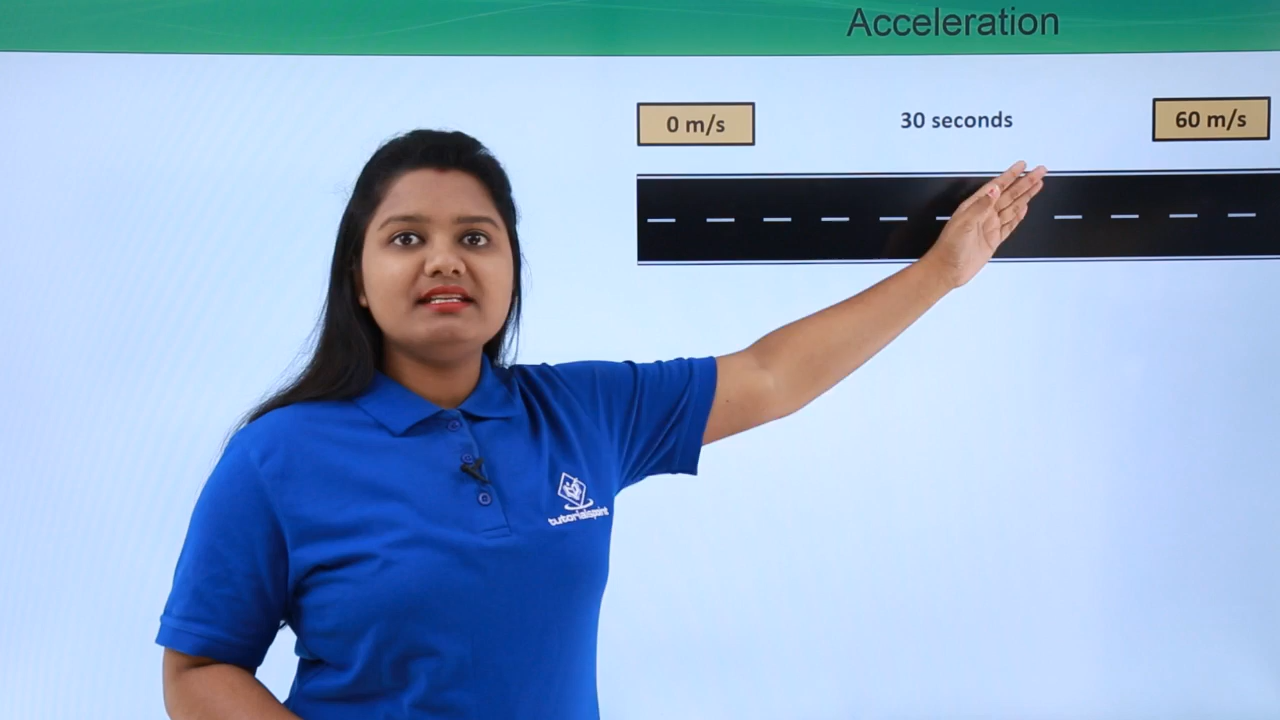 Acceleration
0 m/s
30 seconds
60 m/s
tutorialspoint